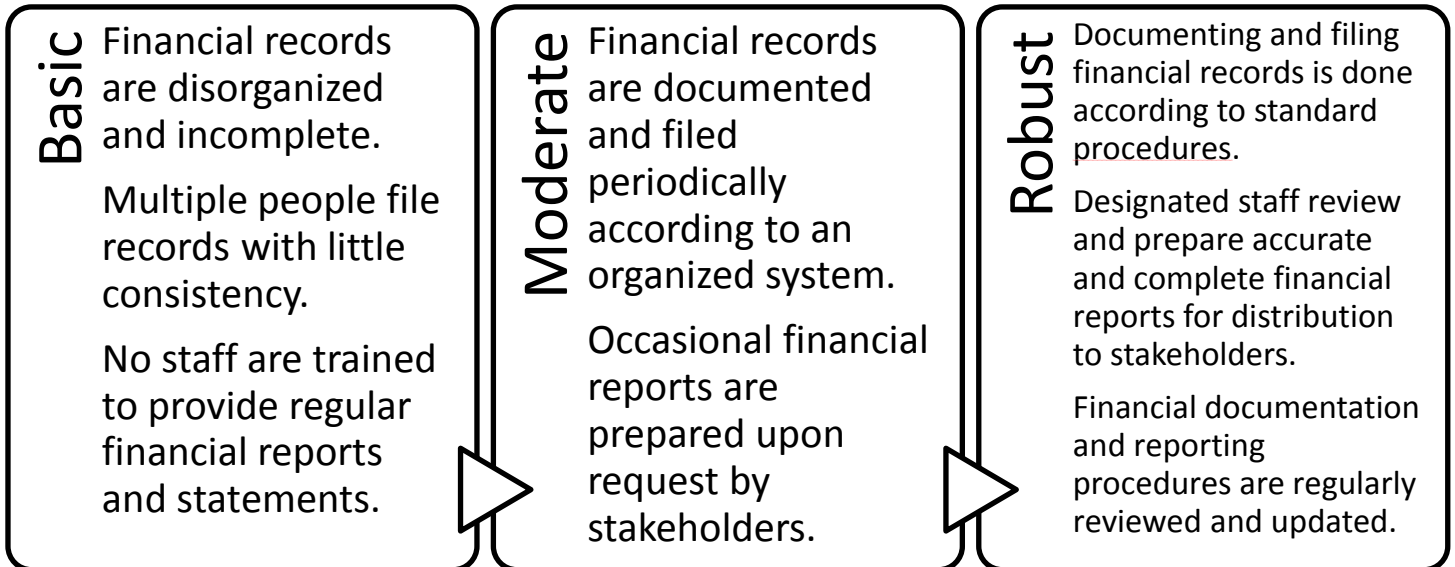 Basic
Financial records
are disorganized
and incomplete.
Multiple people file
records with little
consistency.
No staff are trained
to provide regular
financial reports
and statements.
Moderate
Financial records
are documented
and filed
periodically
according to an
organized system.
Occasional financial
reports are
prepared upon
request by
stakeholders.
Robust
Documenting and filing
financial records is done
according to standard
procedures.
Designated staff review
and prepare accurate
and complete financial
reports for distribution
to stakeholders.
Financial documentation
and reporting
procedures are regularly
reviewed and updated.